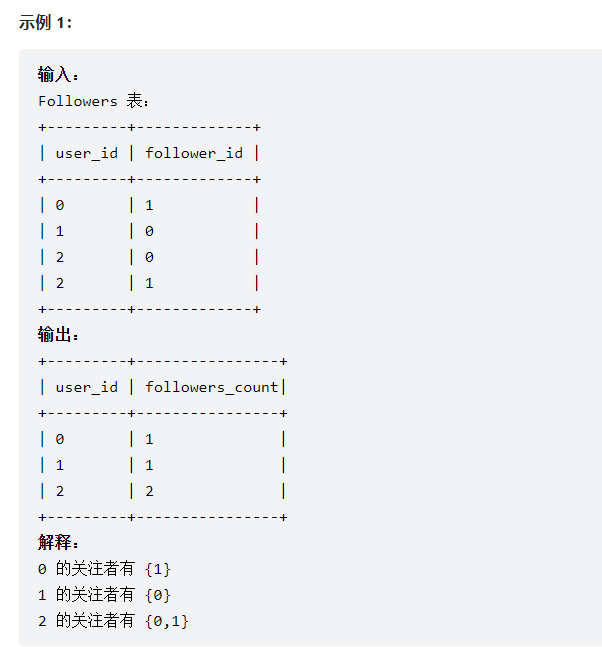 示例 1：
输入：
Followers 表：
+---------+-------------+
| user_id | follower_id |
+---------+-------------+
| 0       | 1           |
| 1       | 0           |
| 2       | 0           |
| 2       | 1           |
+---------+-------------+
输出：
+---------+----------------+
| user_id | followers_count|
+---------+----------------+
| 0       | 1              |
| 1       | 1              |
| 2       | 2              |
+---------+----------------+
解释：
0 的关注者有 {1}
1 的关注者有 {0}
2 的关注者有 {0,1}